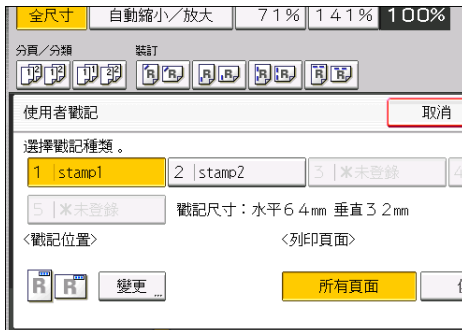 全尺寸 自動縮小／放大 71% 141% 100%
分頁／分類 裝訂
使用者戳記 取消
選擇戳記種類。
1 |stamp1 2 |stamp2 3 |※未登錄 4
5 |※未登錄 戳記尺寸：水平64mm 垂直32mm
<戳記位置> <列印頁面>
R R 變更... 所有頁面